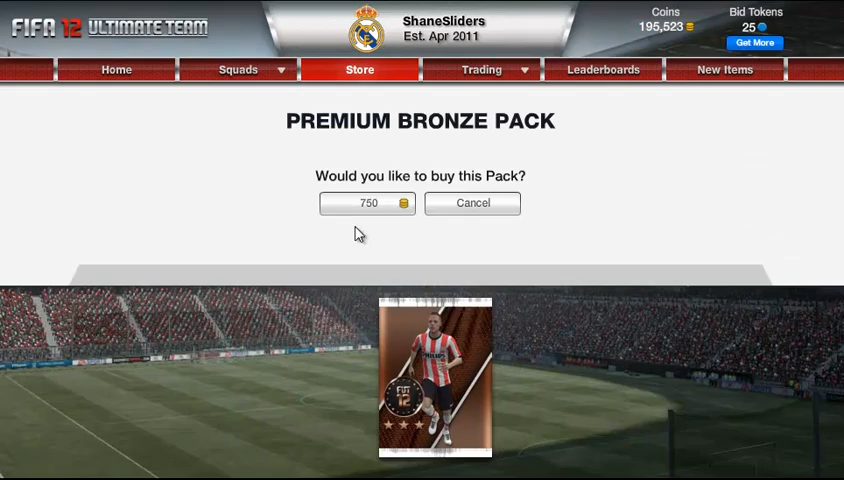 FIFA 12 ULTIMATE TEAM
ShaneSliders
Est. Apr 2011
Coins
195,523
Bid Tokens
25
Get More
Home
Squads
Store
Trading
Leaderboards
New Items
PREMIUM BRONZE PACK
Would you like to buy this Pack?
750
Cancel
PHILIPS
FUT
12